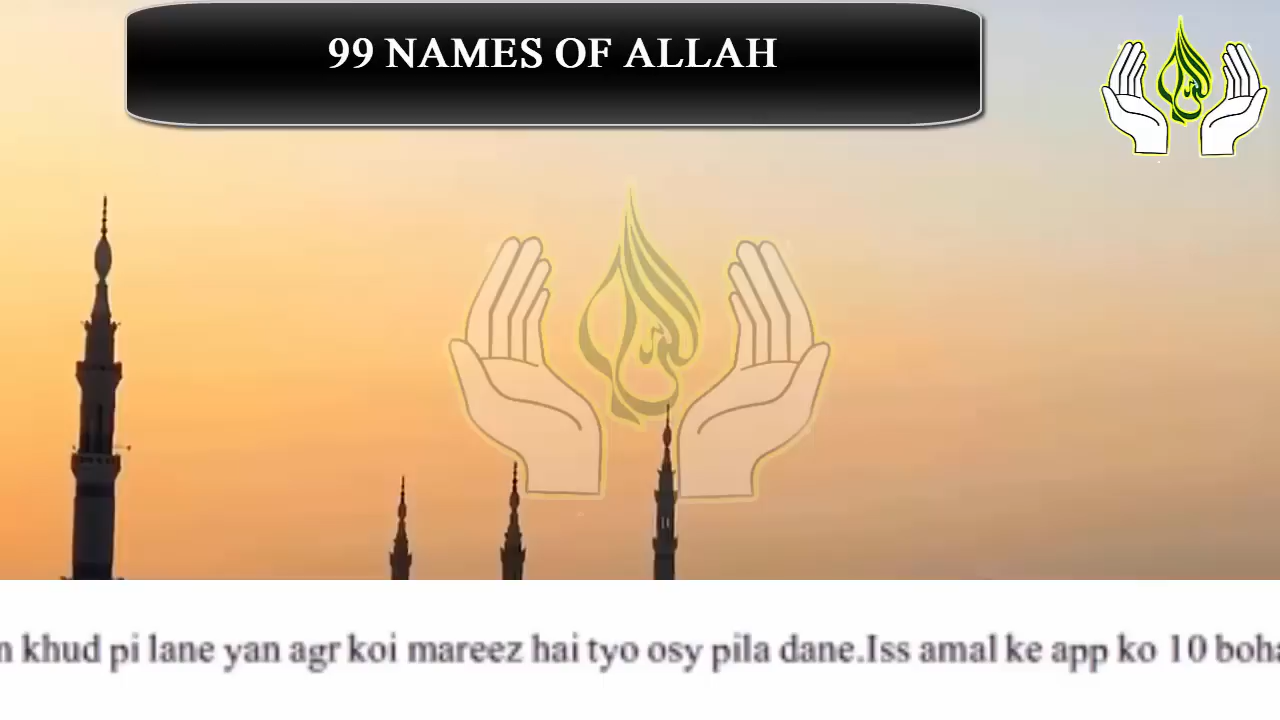 99 NAMES OF ALLAH
khud pi lane yan agr koi mareez hai tyo osy pila dane.Iss amal ke app ko 10